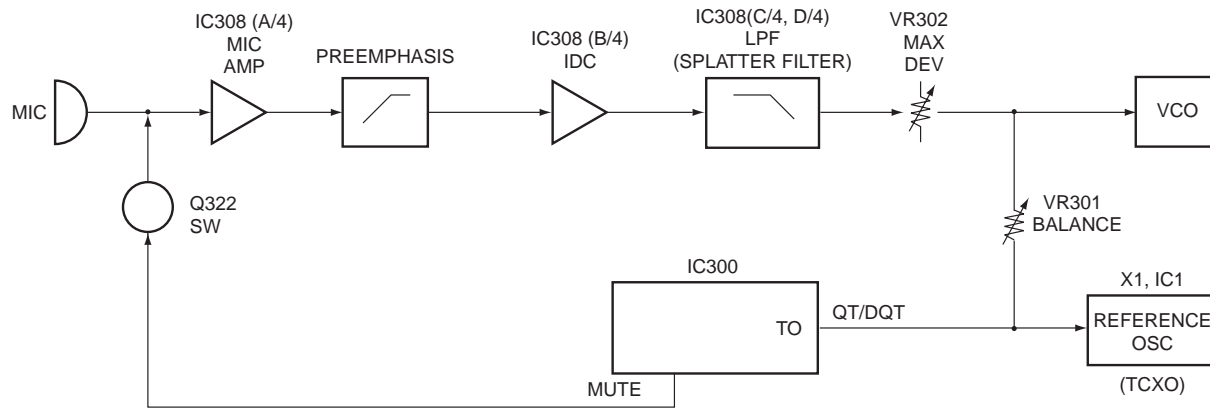 IC308 (A/4)
MIC
AMP
PREEMPHASIS
IC308 (B/4)
IDC
IC308(C/4, D/4)
LPF
(SPLATTER FILTER)
VR302
MAX
DEV
MIC
VCO
Q322
SW
VR301
BALANCE
IC300
TO
QT/DQT
X1, IC1
REFERENCE
OSC
(TCXO)
MUTE